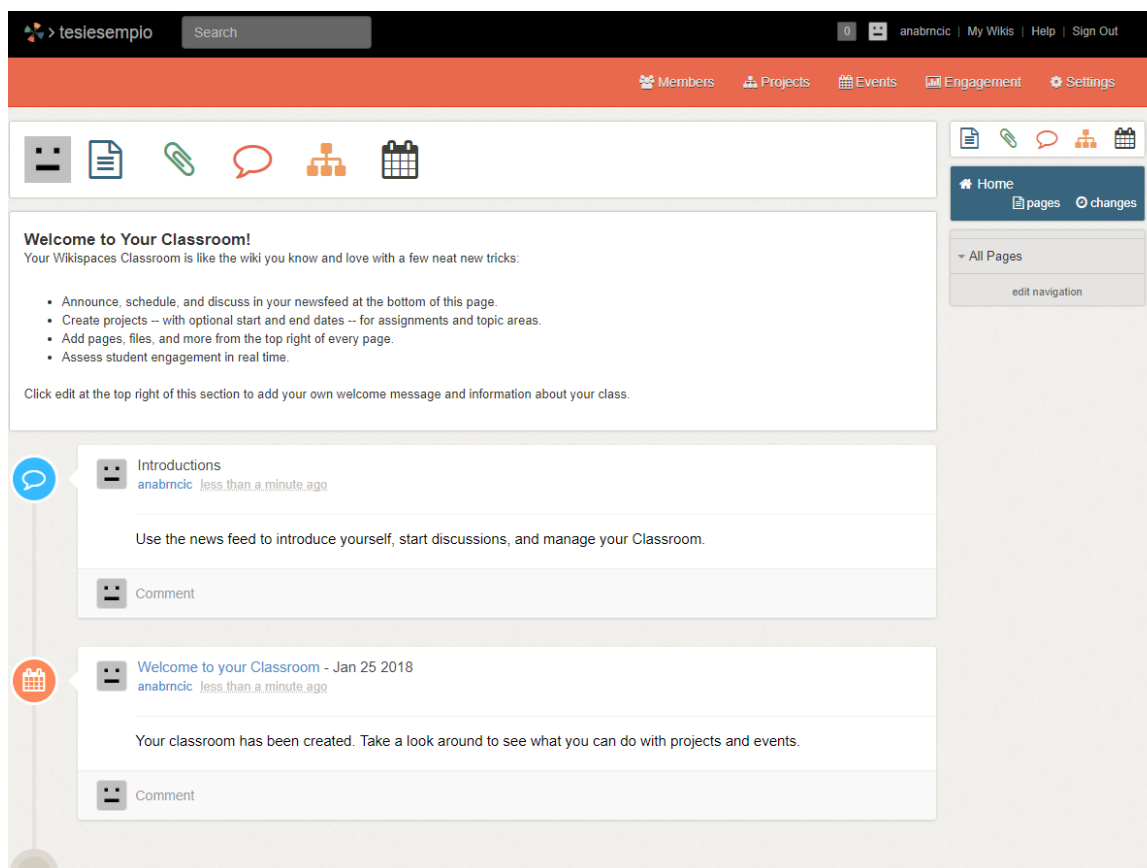 > tesiesempio
Search
0 anabrncic | My Wikis | Help | Sign Out
Members Projects Events Engagement Settings
Home
pages changes
All Pages
edit navigation
Welcome to Your Classroom!
Your Wikispaces Classroom is like the wiki you know and love with a few neat new tricks:
• Announce, schedule, and discuss in your newsfeed at the bottom of this page.
• Create projects -- with optional start and end dates -- for assignments and topic areas.
• Add pages, files, and more from the top right of every page.
• Assess student engagement in real time.
Click edit at the top right of this section to add your own welcome message and information about your class.
Introductions
anabrncic less than a minute ago
Use the news feed to introduce yourself, start discussions, and manage your Classroom.
Comment
Welcome to your Classroom - Jan 25 2018
anabrncic less than a minute ago
Your classroom has been created. Take a look around to see what you can do with projects and events.
Comment